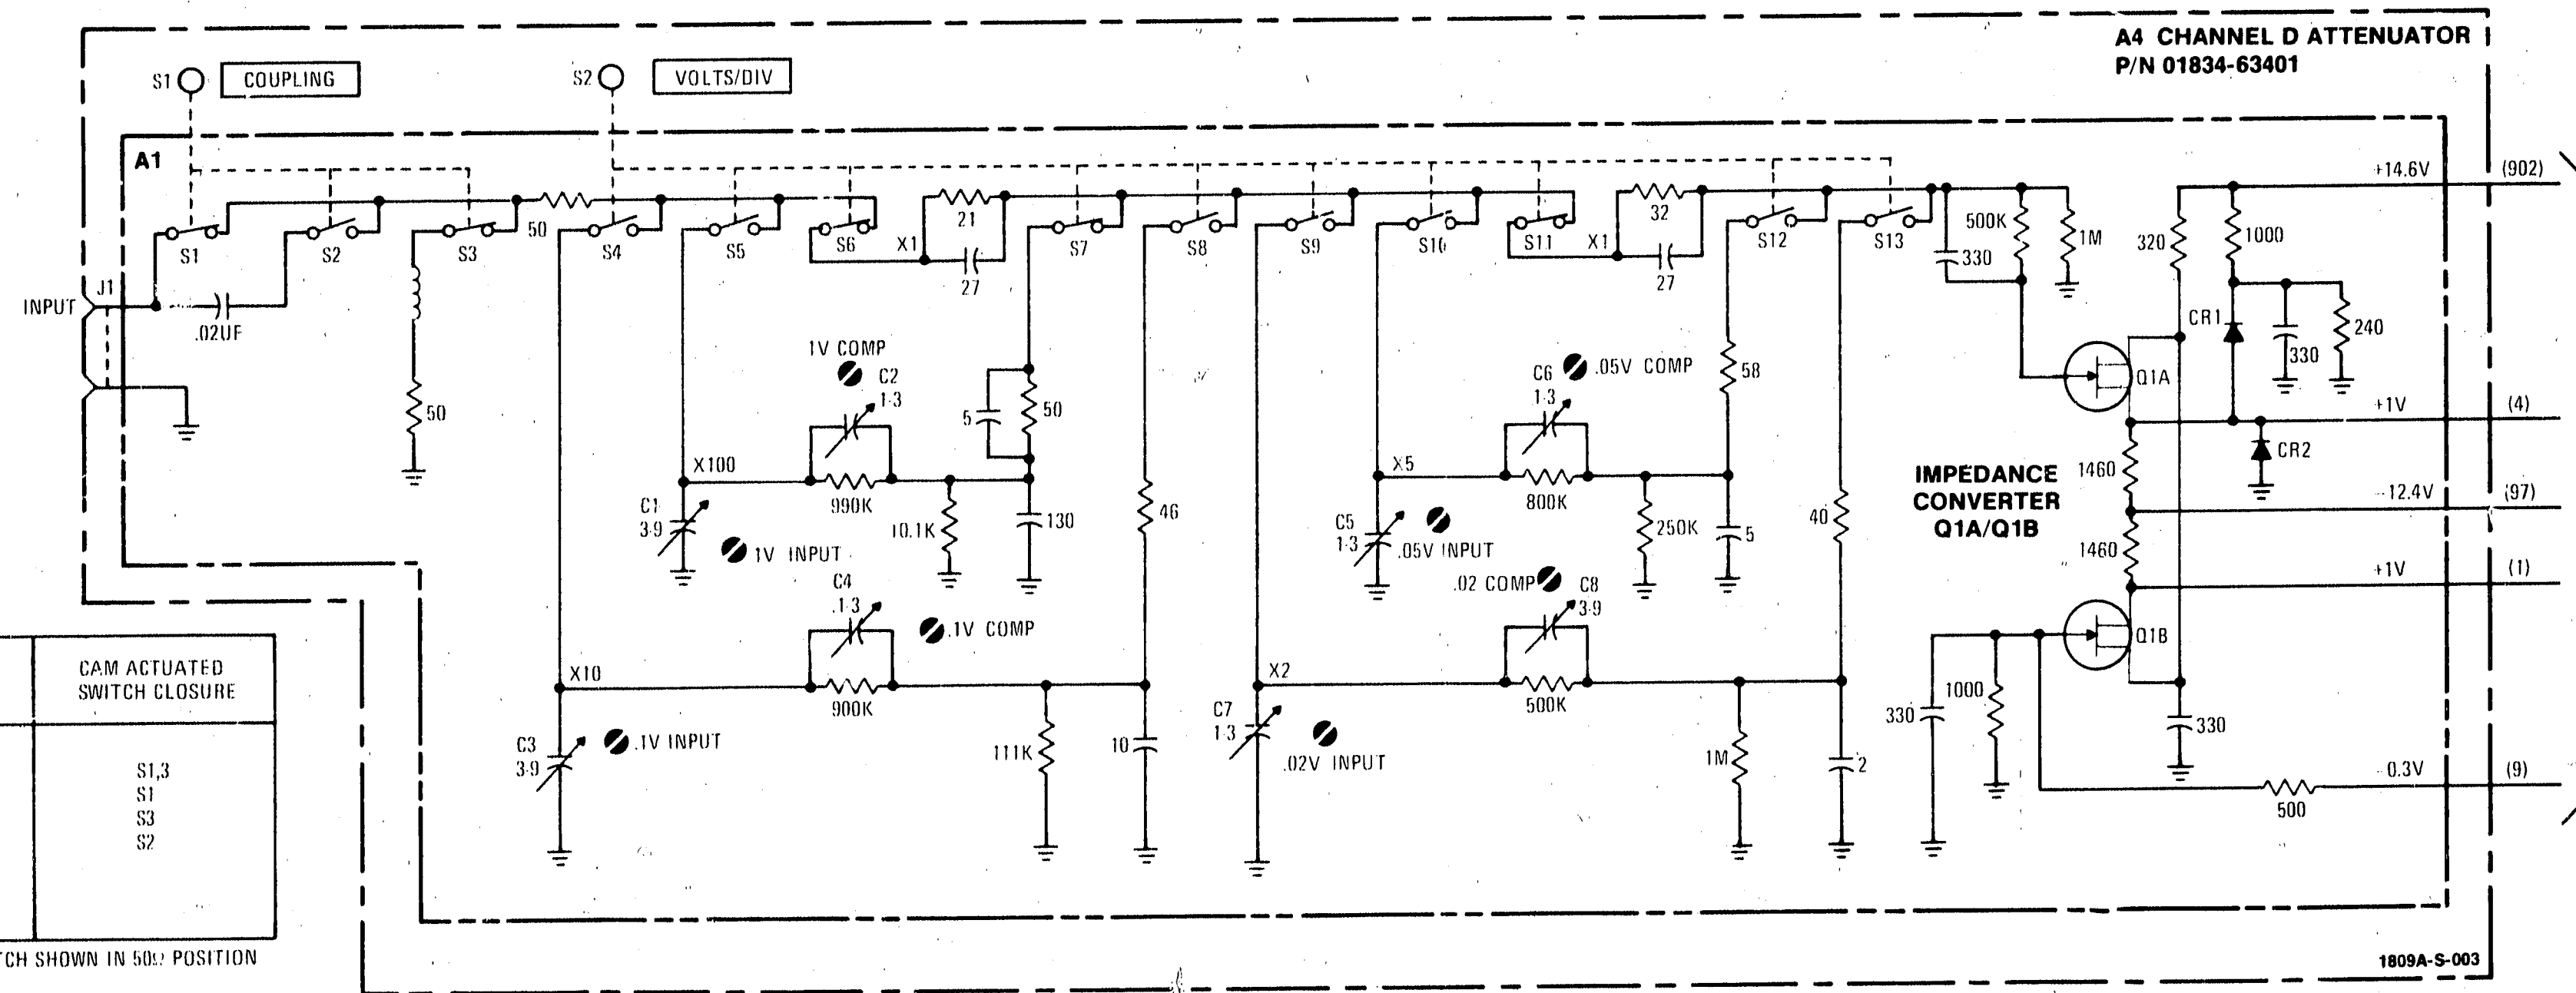 A4 CHANNEL D ATTENUATOR
P/N 01834-63401
S1
COUPLING
S2
VOLTS/DIV
A1
+14.6V
(902)
S1
S2
S3
50
S4
S5
S6
X1
21
27
S7
S8
S9
S10
S11
X1
32
27
S12
S13
330
500K
1M
320
1000
J1
INPUT
.02UF
50
1V COMP
C2
1-3
5
50
X100
C1
3-9
990K
10.1K
130
1V INPUT
46
C6
1-3
.05V COMP
58
X5
C5
1-3
.05V INPUT
800K
250K
5
40
CR1
330
240
Q1A
+1V
(4)
CR2
1460
IMPEDANCE
CONVERTER
Q1A/Q1B
-12.4V
(97)
1460
+1V
(1)
C4
.1-3
.1V COMP
.02 COMP
C8
3-9
Q1B
X10
900K
C3
3-9
.1V INPUT
111K
10
X2
C7
1-3
.02V INPUT
500K
1M
2
330
1000
330
-0.3V
(9)
500
CAM ACTUATED
SWITCH CLOSURE
S1,3
S1
S3
S2
TCH SHOWN IN 50Ω POSITION
1809A-S-003